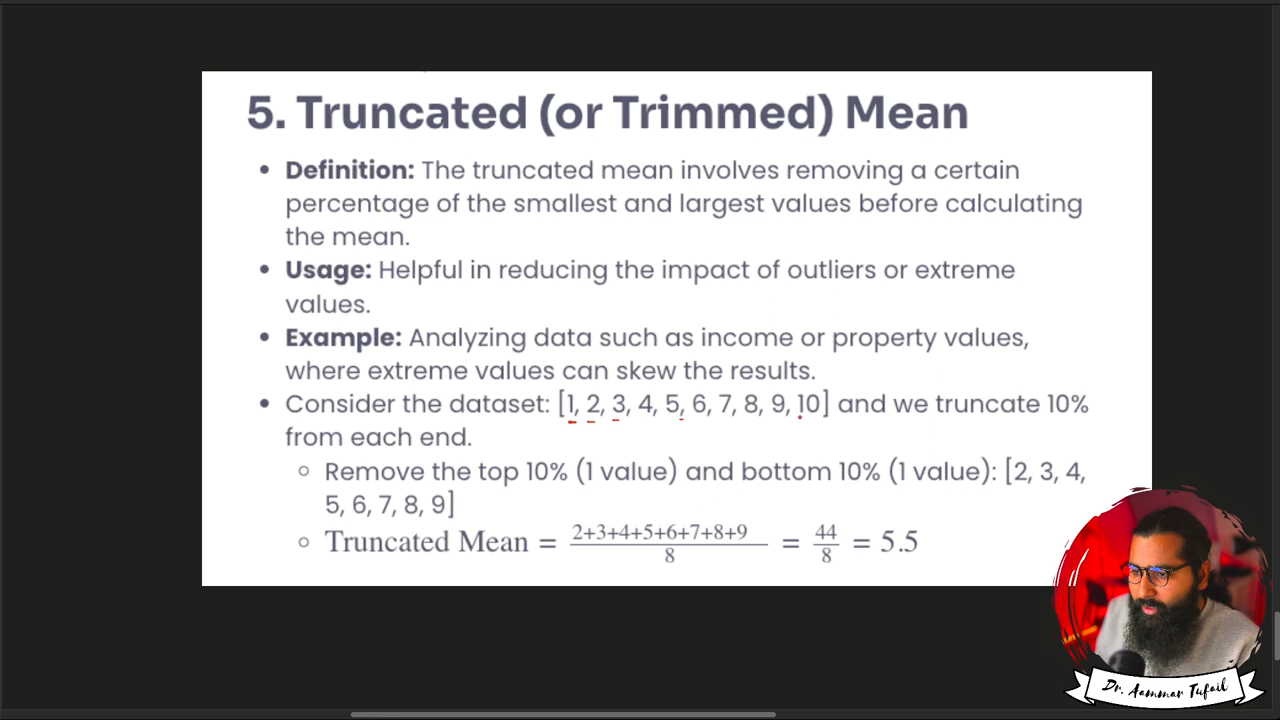 5. Truncated (or Trimmed) Mean
• Definition: The truncated mean involves removing a certain
percentage of the smallest and largest values before calculating
the mean.
• Usage: Helpful in reducing the impact of outliers or extreme
values.
• Example: Analyzing data such as income or property values,
where extreme values can skew the results.
• Consider the dataset: [1, 2, 3, 4, 5, 6, 7, 8, 9, 10] and we truncate 10%
from each end.
○ Remove the top 10% (1 value) and bottom 10% (1 value): [2, 3, 4,
5, 6, 7, 8, 9]
○ Truncated Mean = 2+3+4+5+6+7+8+9 / 8 = 44 / 8 = 5.5
Dr. Aammar Tufail